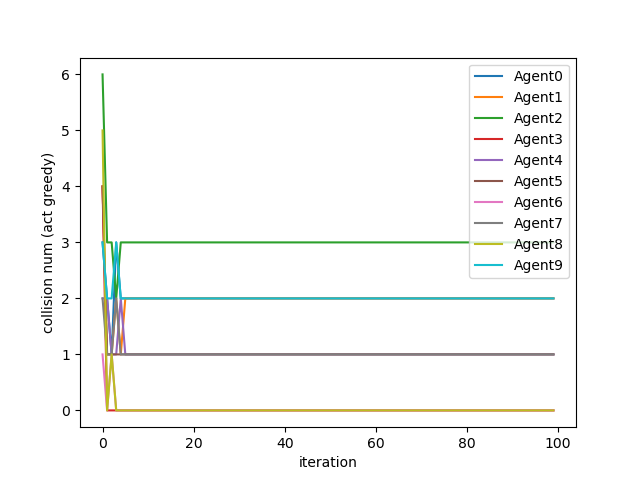 collision num (act greedy)
6
5
4
3
2
1
0
0
20
40
60
80
100
iteration
Agent0
Agent1
Agent2
Agent3
Agent4
Agent5
Agent6
Agent7
Agent8
Agent9